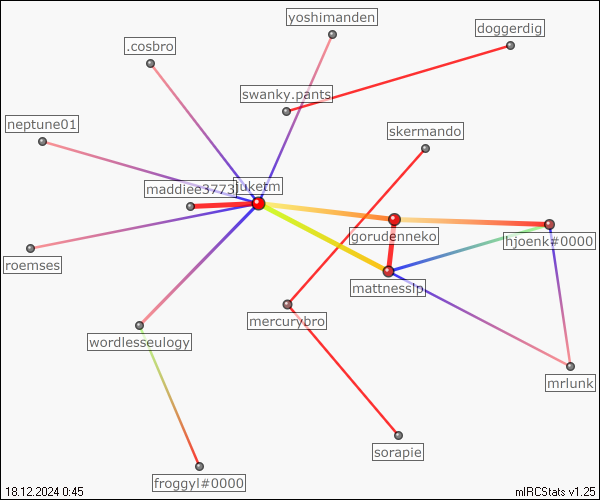 yoshimanden
doggerdig
.cosbro
swanky.pants
neptune01
skermando
juketm
maddiee3773
gorudenneko
hjoenk#0000
roemses
mattnesslp
mercurybro
wordlesseulogy
mrlunk
sorapie
froggyl#0000
18.12.2024 0:45
mIRCStats v1.25